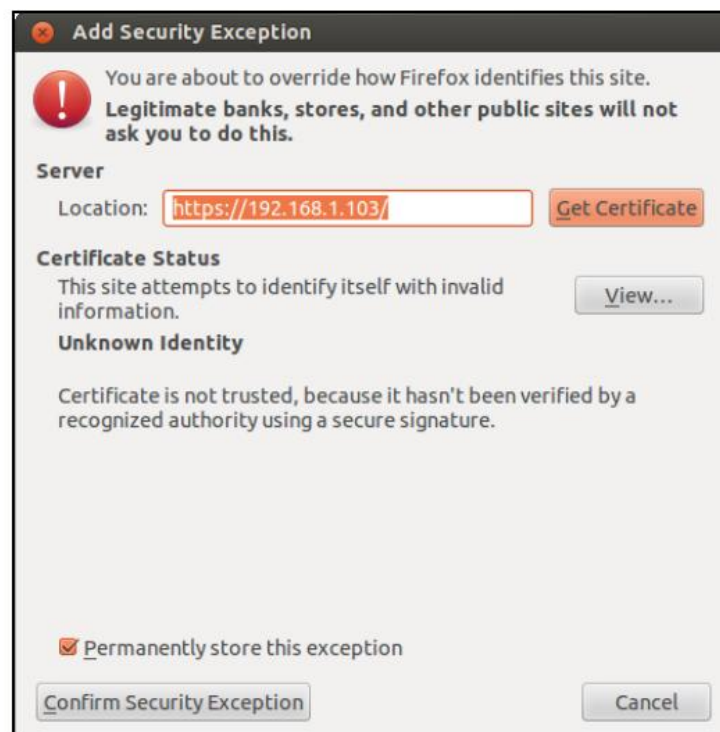 Add Security Exception
You are about to override how Firefox identifies this site.
Legitimate banks, stores, and other public sites will not
ask you to do this.
Server
Location: https://192.168.1.103/ Get Certificate
Certificate Status
This site attempts to identify itself with invalid
information.
View...
Unknown Identity
Certificate is not trusted, because it hasn't been verified by a
recognized authority using a secure signature.
Permanently store this exception
Confirm Security Exception Cancel